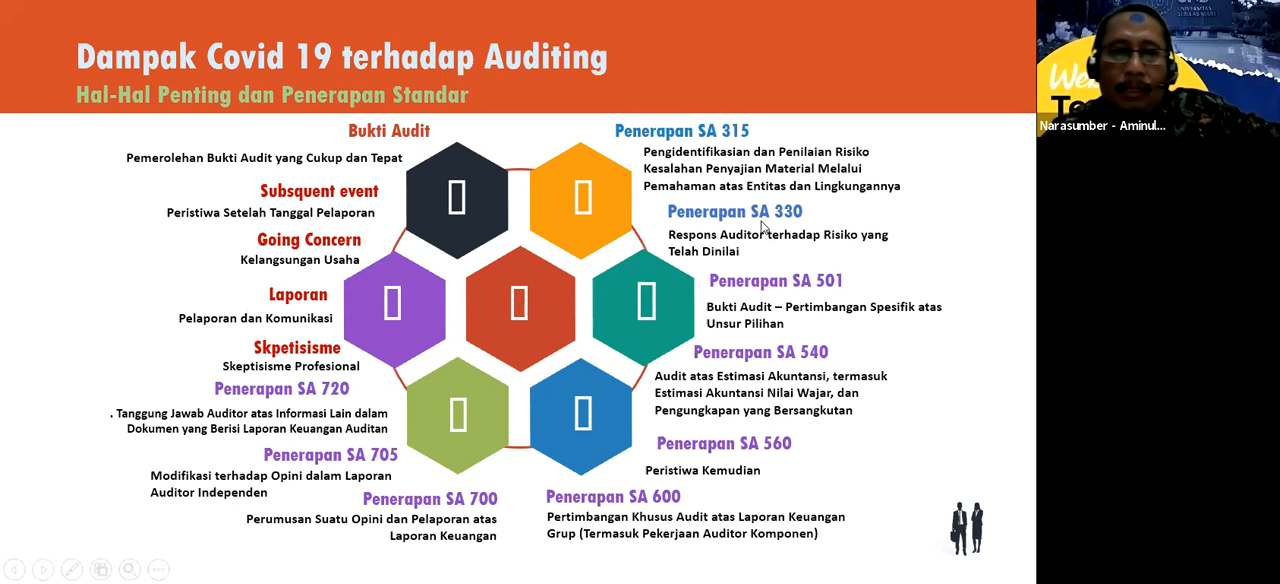 Dampak Covid 19 terhadap Auditing
Hal-Hal Penting dan Penerapan Standar
Bukti Audit
Pemerolehan Bukti Audit yang Cukup dan Tepat
Subsquent event
Peristiwa Setelah Tanggal Pelaporan
Going Concern
Kelangsungan Usaha
Laporan
Pelaporan dan Komunikasi
Skpetisisme
Skeptisisme Profesional
Penerapan SA 720
. Tanggung Jawab Auditor atas Informasi Lain dalam
Dokumen yang Berisi Laporan Keuangan Auditan
Penerapan SA 705
Modifikasi terhadap Opini dalam Laporan
Auditor Independen
Penerapan SA 700
Perumusan Suatu Opini dan Pelaporan atas
Laporan Keuangan
Penerapan SA 315
Pengidentifikasian dan Penilaian Risiko
Kesalahan Penyajian Material Melalui
Pemahaman atas Entitas dan Lingkungannya
Penerapan SA 330
Respons Auditor terhadap Risiko yang
Telah Dinilai
Penerapan SA 501
Bukti Audit – Pertimbangan Spesifik atas
Unsur Pilihan
Penerapan SA 540
Audit atas Estimasi Akuntansi, termasuk
Estimasi Akuntansi Nilai Wajar, dan
Pengungkapan yang Bersangkutan
Penerapan SA 560
Peristiwa Kemudian
Penerapan SA 600
Pertimbangan Khusus Audit atas Laporan Keuangan
Grup (Termasuk Pekerjaan Auditor Komponen)
UNIVERSITAS
SEBELAS MARET
Narasumber - Aminul...